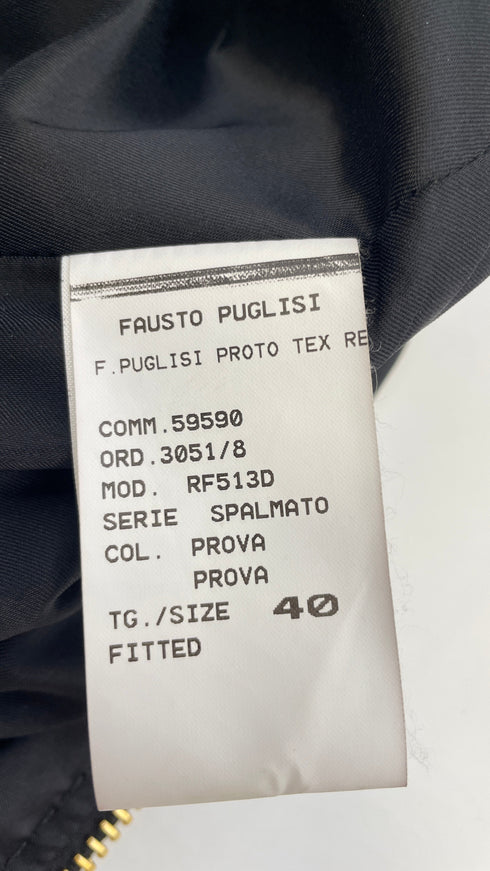 FAUSTO PUGLISI
F.PUGLISI PROTO TEX RE
COMM.59590
ORD.3051/8
MOD. RF513D
SERIE SPALMATO
COL. PROVA
PROVA
TG./SIZE 40
FITTED